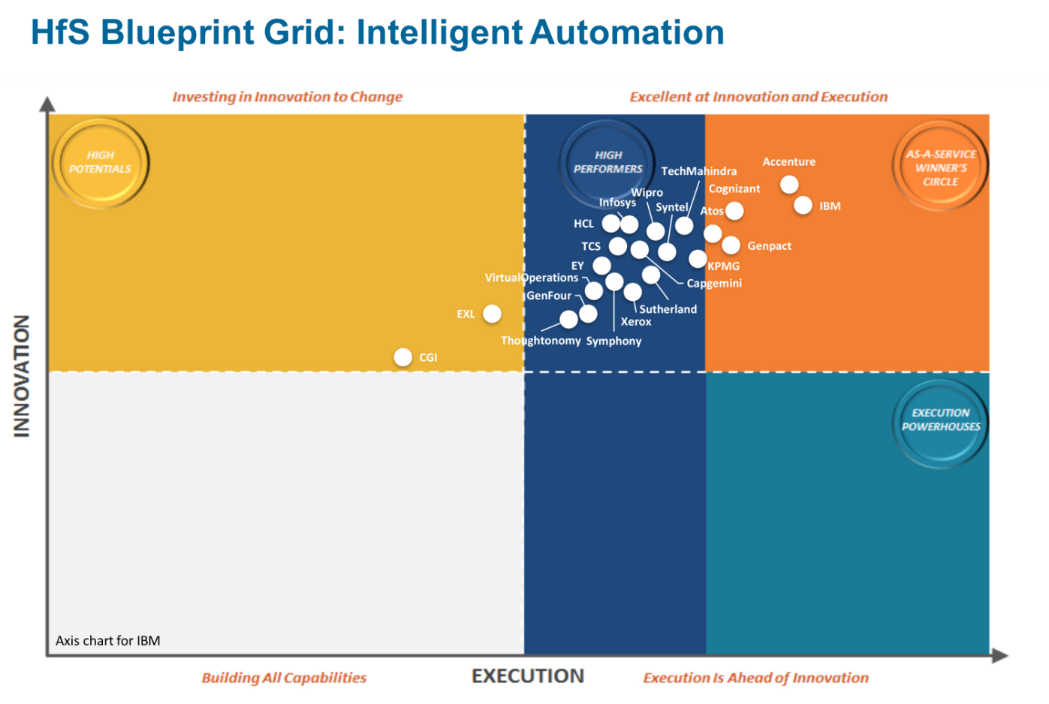 HfS Blueprint Grid: Intelligent Automation
Investing in Innovation to Change
Excellent at Innovation and Execution
HIGH
POTENTIALS
HIGH
PERFORMERS
AS-A-SERVICE
WINNER'S
CIRCLE
Accenture
TechMahindra
Cognizant
Wipro
Infosys
Syntel
Atos
IBM
HCL
TCS
Genpact
EY
KPMG
VirtualOperations
Capgemini
GenFour
EXL
Sutherland
Xerox
Thoughtonomy
Symphony
CGI
INNOVATION
EXECUTION
POWERHOUSES
Axis chart for IBM
Building All Capabilities
EXECUTION
Execution Is Ahead of Innovation